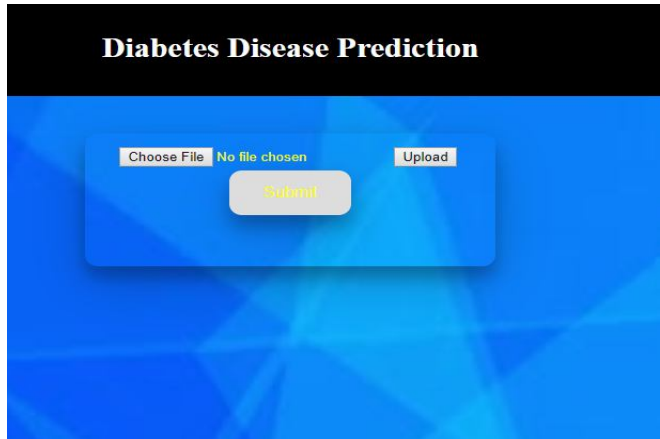 Diabetes Disease Prediction
Choose File No file chosen Upload
Submit